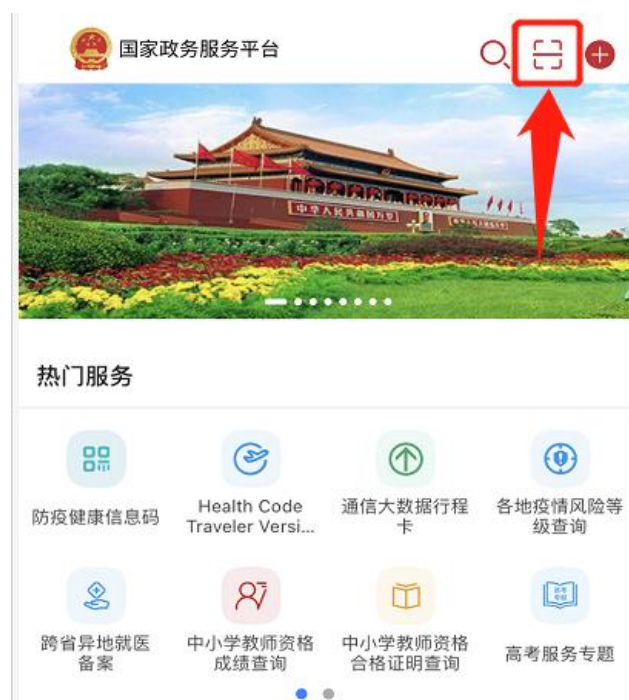 国家政务服务平台
中华人民共和国万岁
热门服务
防疫健康信息码
Health Code
Traveler Versi...
通信大数据行程
卡
各地疫情风险等
级查询
跨省异地就医
备案
中小学教师资格
成绩查询
中小学教师资格
合格证明查询
高考服务专题